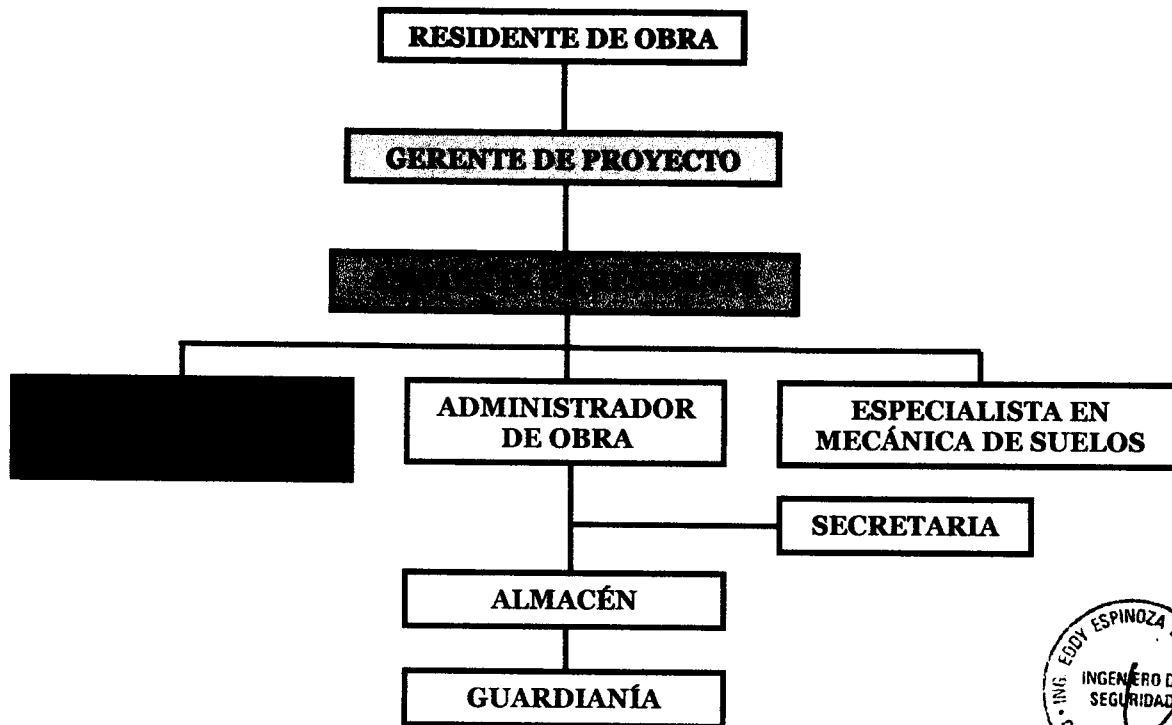 RESIDENTE DE OBRA
GERENTE DE PROYECTO
ADMINISTRADOR
DE OBRA
ESPECIALISTA EN
MECÁNICA DE SUELOS
SECRETARIA
ALMACÉN
GUARDIANÍA
ING. EDDY ESPINOZA
INGENIERO D
SEGURIDAD